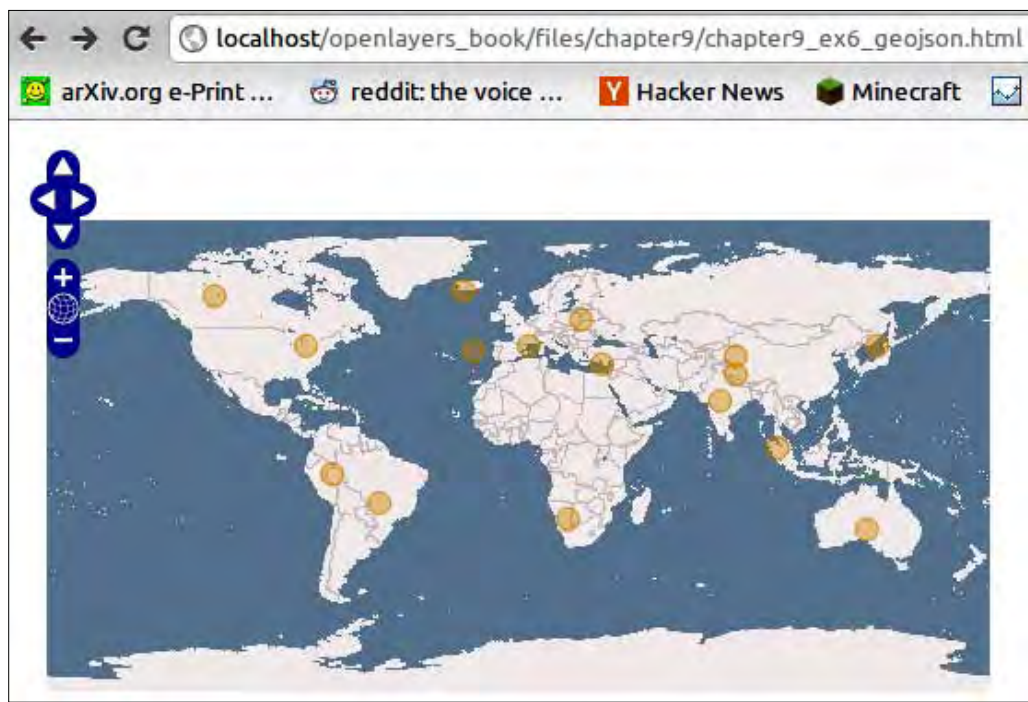 localhost/openlayers_book/files/chapter9/chapter9_ex6_geojson.html
arXiv.org e-Print ... reddit: the voice ... Y Hacker News Minecraft